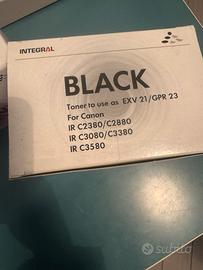 INTEGRAL
BLACK
Toner to use as EXV 21/GPR 23
For Canon
IR C2380/C2880
IR C3080/C3380
IR C3580
subito